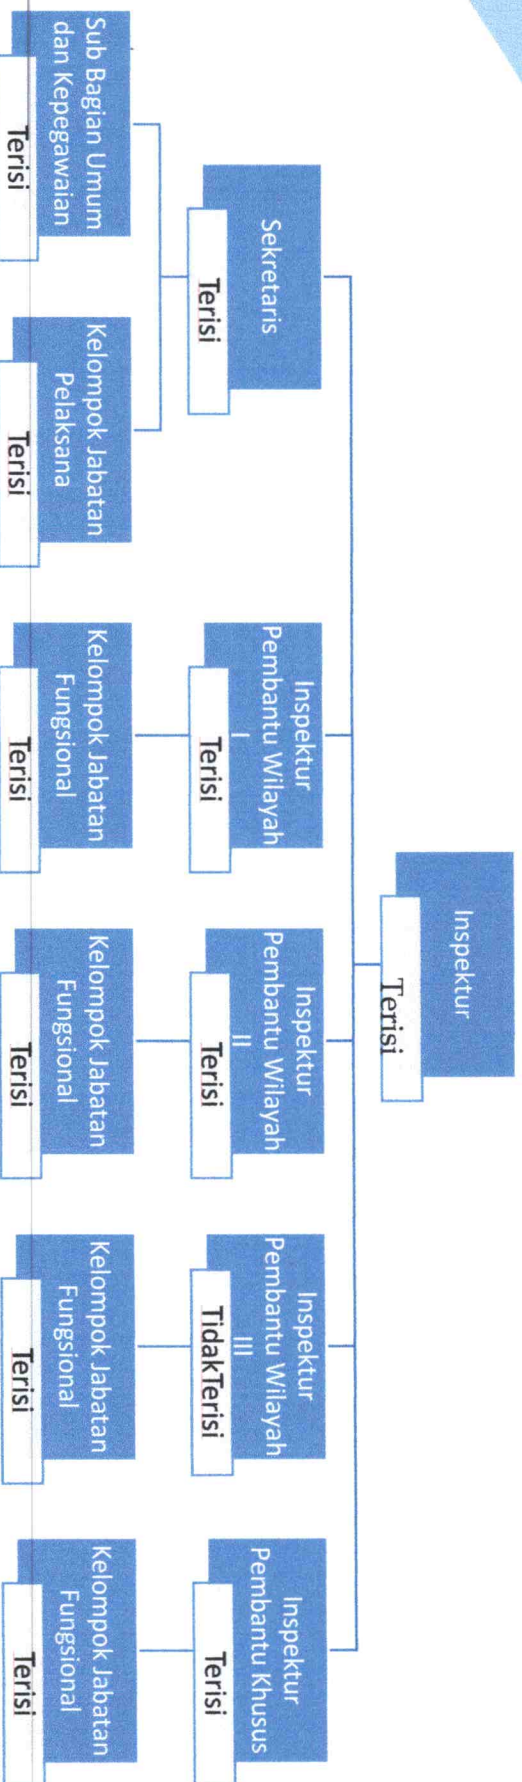 Inspektur
Terisi
Sekretaris
Terisi
Inspektur
Pembantu Wilayah
I
Terisi
Inspektur
Pembantu Wilayah
II
Terisi
Inspektur
Pembantu Wilayah
III
TidakTerisi
Inspektur
Pembantu Khusus
Terisi
Sub Bagian Umum
dan Kepegawaian
Terisi
Kelompok Jabatan
Pelaksana
Terisi
Kelompok Jabatan
Fungsional
Terisi
Kelompok Jabatan
Fungsional
Terisi
Kelompok Jabatan
Fungsional
Terisi
Kelompok Jabatan
Fungsional
Terisi